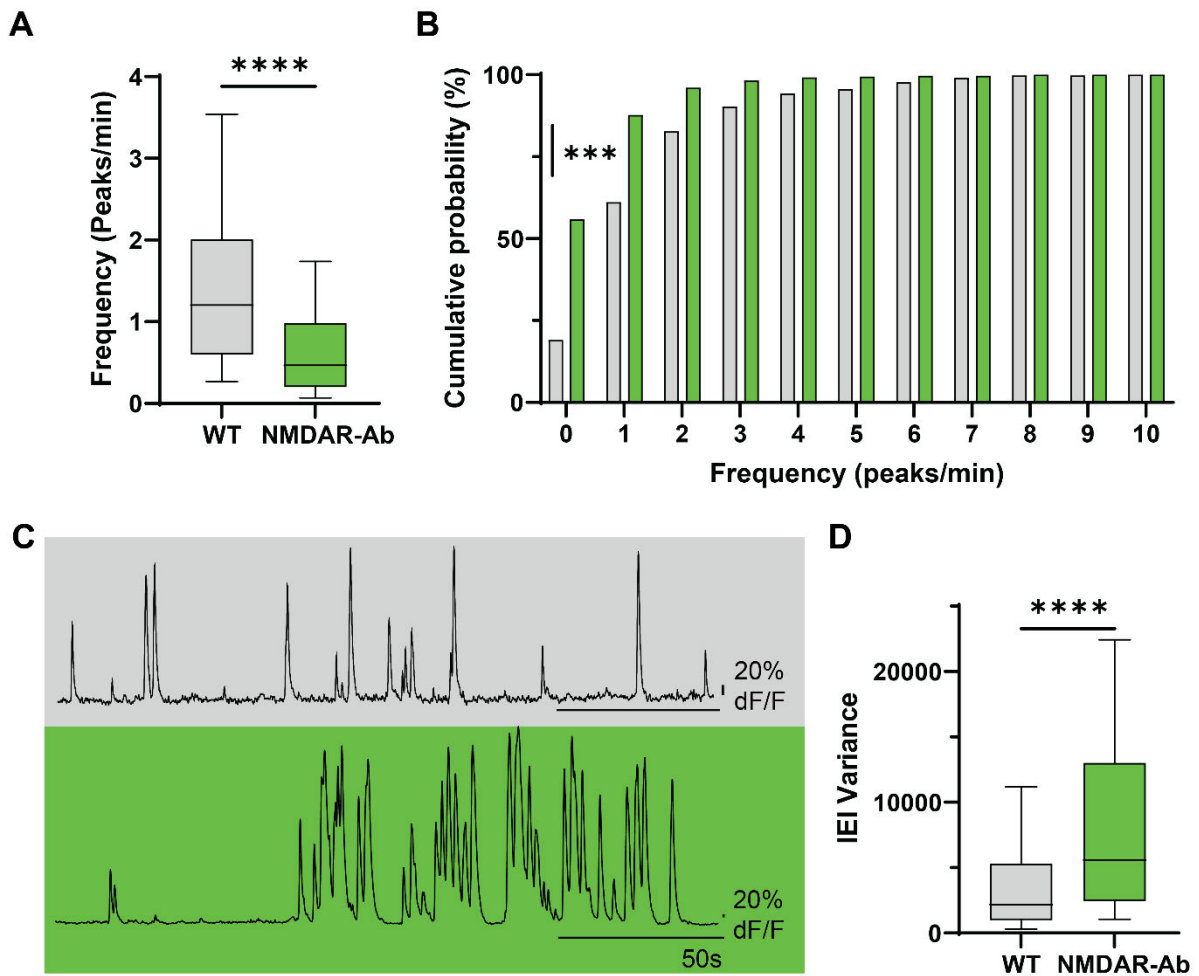 A
Frequency (Peaks/min)
4
3
2
1
0
****
WT
NMDAR-Ab
B
Cumulative probability (%)
100
50
0
***
0 1 2 3 4 5 6 7 8 9 10
Frequency (peaks/min)
C
20%
dF/F
20%
dF/F
50s
D
IEI Variance
20000
10000
0
****
WT
NMDAR-Ab